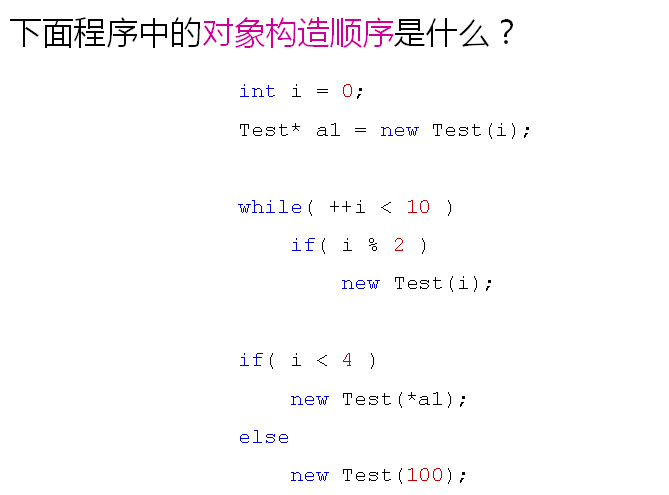 下面程序中的对象构造顺序是什么？
int i = 0;
Test* a1 = new Test(i);
while( ++i < 10 )
if( i % 2 )
new Test(i);
if( i < 4 )
new Test(*a1);
else
new Test(100);